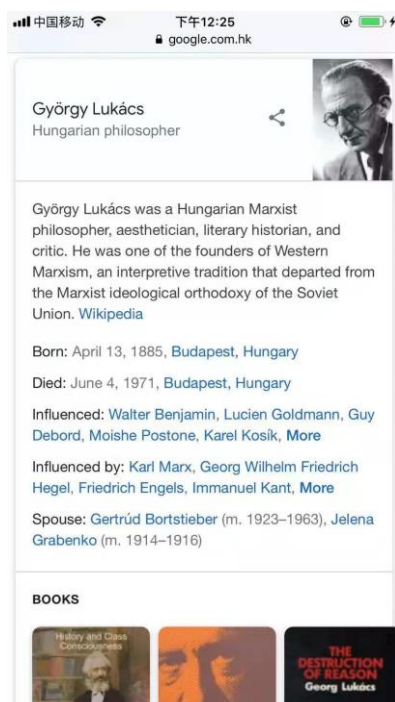 中国移动 下午12:25
google.com.hk
György Lukács
Hungarian philosopher
György Lukács was a Hungarian Marxist
philosopher, aesthetician, literary historian, and
critic. He was one of the founders of Western
Marxism, an interpretive tradition that departed from
the Marxist ideological orthodoxy of the Soviet
Union. Wikipedia
Born: April 13, 1885, Budapest, Hungary
Died: June 4, 1971, Budapest, Hungary
Influenced: Walter Benjamin, Lucien Goldmann, Guy
Debord, Moishe Postone, Karel Kosík, More
Influenced by: Karl Marx, Georg Wilhelm Friedrich
Hegel, Friedrich Engels, Immanuel Kant, More
Spouse: Gertrúd Bortstieber (m. 1923–1963), Jelena
Grabenko (m. 1914–1916)
BOOKS
History and Class
Consciousness
THE
DESTRUCTION
OF REASON
Georg Lukács